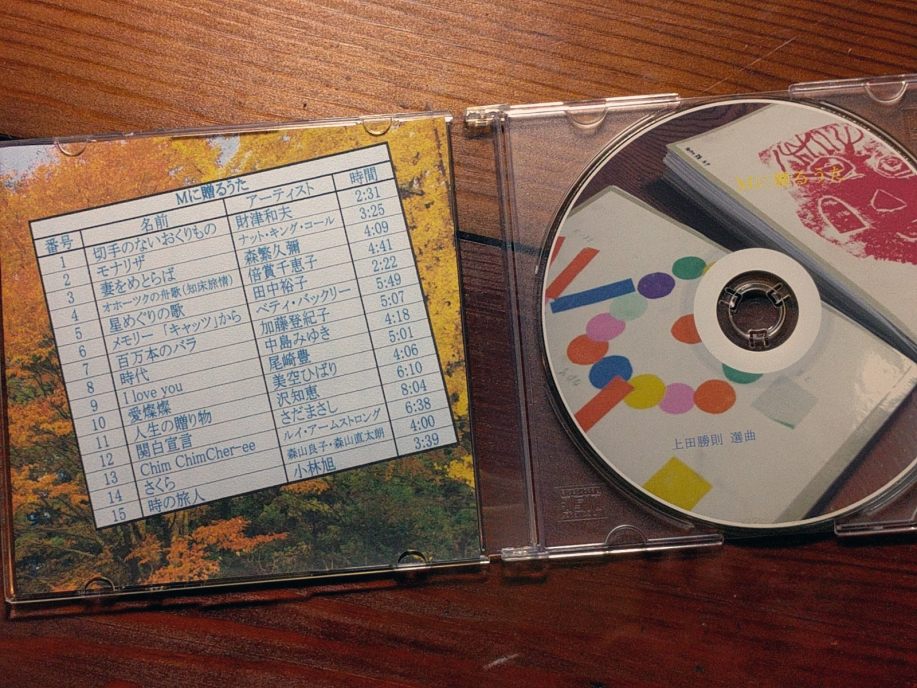 Mに贈るうた
番号 名前 アーティスト 時間
1 切手のないおくりもの 財津和夫 2:31
2 モナリザ ナット・キング・コール 3:25
3 妻をめとらば 森繁久彌 4:09
4 オホーツクの舟歌(知床旅情) 倍賞千恵子 4:41
5 星めぐりの歌 田中裕子 2:22
6 メモリー「キャッツ」から ベティ・バックリー 5:49
7 百万本のバラ 加藤登紀子 5:07
8 時代 中島みゆき 4:18
9 I love you 尾崎豊 5:01
10 愛燦燦 美空ひばり 4:06
11 人生の贈り物 沢知恵 6:10
12 関白宣言 さだまさし 8:04
13 Chim ChimCher-ee ルイ・アームストロング 6:38
14 さくら 森山良子・森山直太朗 4:00
15 時の旅人 小林旭 3:39
Mに贈るうた
上田勝則 選曲